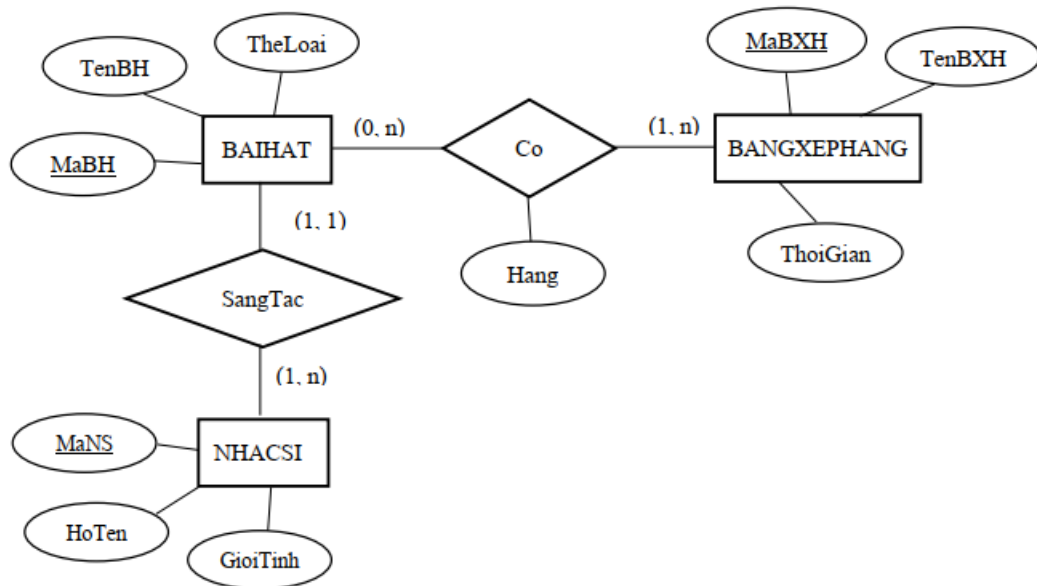 TheLoai
MaBXH
TenBH
TenBXH
(0, n)
(1, n)
BAIHAT
Co
BANGXEPHANG
MaBH
(1, 1)
Hang
ThoiGian
SangTac
(1, n)
MaNS
NHACSI
HoTen
GioiTinh